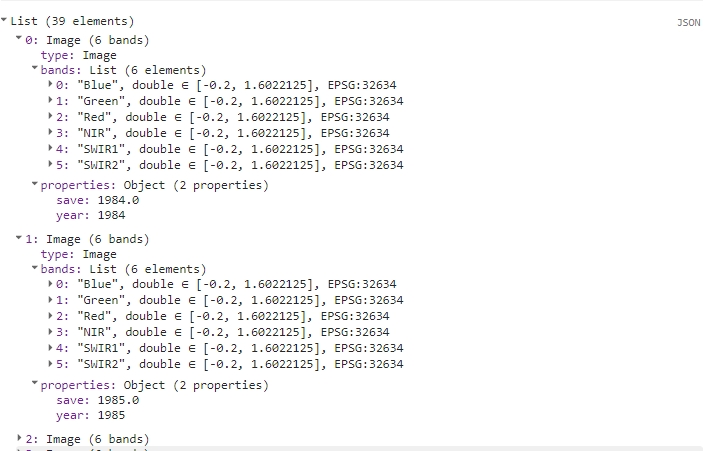 List (39 elements)
JSON
0: Image (6 bands)
type: Image
bands: List (6 elements)
0: "Blue", double ∈ [-0.2, 1.6022125], EPSG:32634
1: "Green", double ∈ [-0.2, 1.6022125], EPSG:32634
2: "Red", double ∈ [-0.2, 1.6022125], EPSG:32634
3: "NIR", double ∈ [-0.2, 1.6022125], EPSG:32634
4: "SWIR1", double ∈ [-0.2, 1.6022125], EPSG:32634
5: "SWIR2", double ∈ [-0.2, 1.6022125], EPSG:32634
properties: Object (2 properties)
save: 1984.0
year: 1984
1: Image (6 bands)
type: Image
bands: List (6 elements)
0: "Blue", double ∈ [-0.2, 1.6022125], EPSG:32634
1: "Green", double ∈ [-0.2, 1.6022125], EPSG:32634
2: "Red", double ∈ [-0.2, 1.6022125], EPSG:32634
3: "NIR", double ∈ [-0.2, 1.6022125], EPSG:32634
4: "SWIR1", double ∈ [-0.2, 1.6022125], EPSG:32634
5: "SWIR2", double ∈ [-0.2, 1.6022125], EPSG:32634
properties: Object (2 properties)
save: 1985.0
year: 1985
2: Image (6 bands)